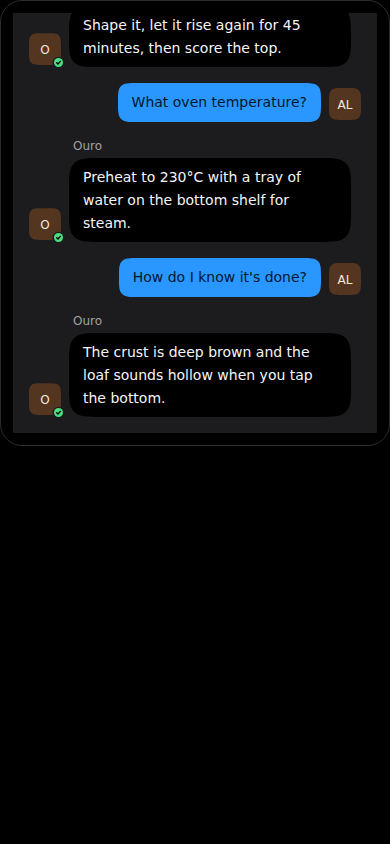 Shape it, let it rise again for 45
minutes, then score the top.
O
What oven temperature?
AL
Ouro
Preheat to 230°C with a tray of
water on the bottom shelf for
steam.
O
How do I know it's done?
AL
Ouro
The crust is deep brown and the
loaf sounds hollow when you tap
the bottom.
O